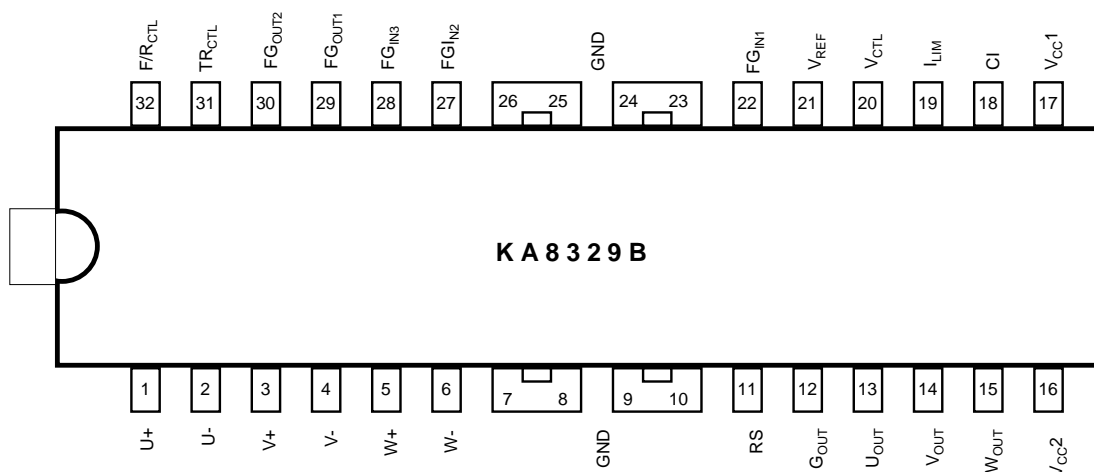 F/RCTL TRCTL FGOUT2 FGOUT1 FGIN3 FGIN2 GND FGIN1 VREF VCTL ILIM CI VCC1
32 31 30 29 28 27 26 25 24 23 22 21 20 19 18 17
KA8329B
1 2 3 4 5 6 7 8 9 10 11 12 13 14 15 16
U+ U- V+ V- W+ W- GND RS GOUT UOUT VOUT WOUT VCC2